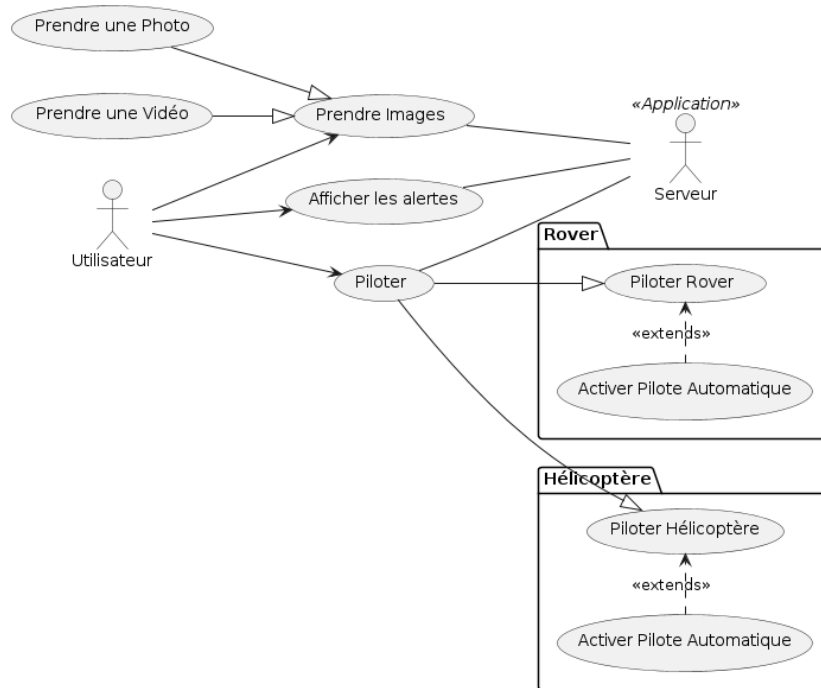 Prendre une Photo
Prendre une Vidéo
Prendre Images
«Application»
Serveur
Afficher les alertes
Utilisateur
Piloter
Rover
Piloter Rover
«extends»
Activer Pilote Automatique
Hélicoptère
Piloter Hélicoptère
«extends»
Activer Pilote Automatique